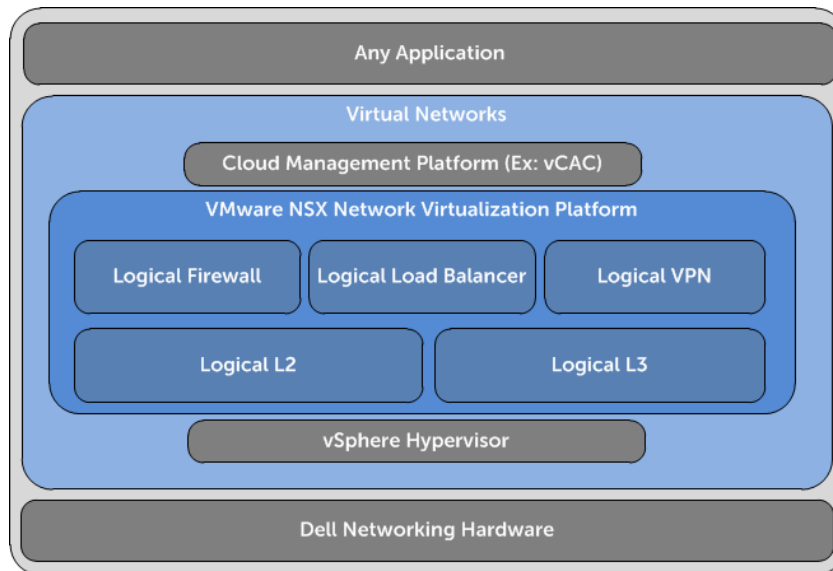 Any Application
Virtual Networks
Cloud Management Platform (Ex: vCAC)
VMware NSX Network Virtualization Platform
Logical Firewall
Logical Load Balancer
Logical VPN
Logical L2
Logical L3
vSphere Hypervisor
Dell Networking Hardware